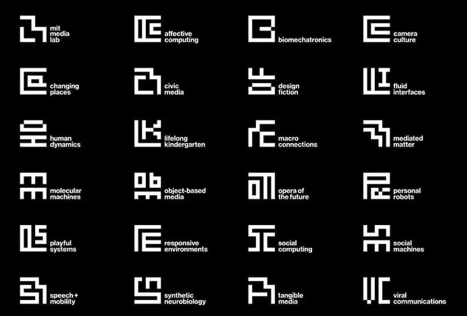 mit
media
lab
affective
computing
biomechatronics
camera
culture
changing
places
civic
media
design
fiction
fluid
interfaces
human
dynamics
lifelong
kindergarten
macro
connections
mediated
matter
molecular
machines
object-based
media
opera of
the future
personal
robots
playful
systems
responsive
environments
social
computing
social
machines
speech+
mobility
synthetic
neurobiology
tangible
media
viral
communications